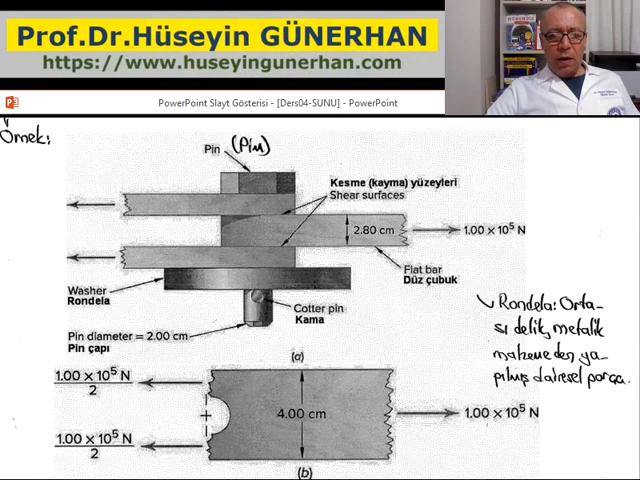 Prof.Dr.Hüseyin GÜNERHAN
https://www.huseyingunerhan.com
PowerPoint Slayt Gösterisi - [Ders04-SUNU] - PowerPoint
Örnek:
Pin (Pim)
Kesme (kayma) yüzeyleri
Shear surfaces
2.80 cm
1.00 x 10⁵ N
Flat bar
Düz çubuk
Washer
Rondela
Cotter pin
Kama
Pin diameter = 2.00 cm
Pin çapı
(a)
Rondela: Orta-
sı delik, metalik
malzemeden ya-
pılmış dairesel parça.
1.00 x 10⁵ N
2
4.00 cm
1.00 x 10⁵ N
1.00 x 10⁵ N
2
(b)